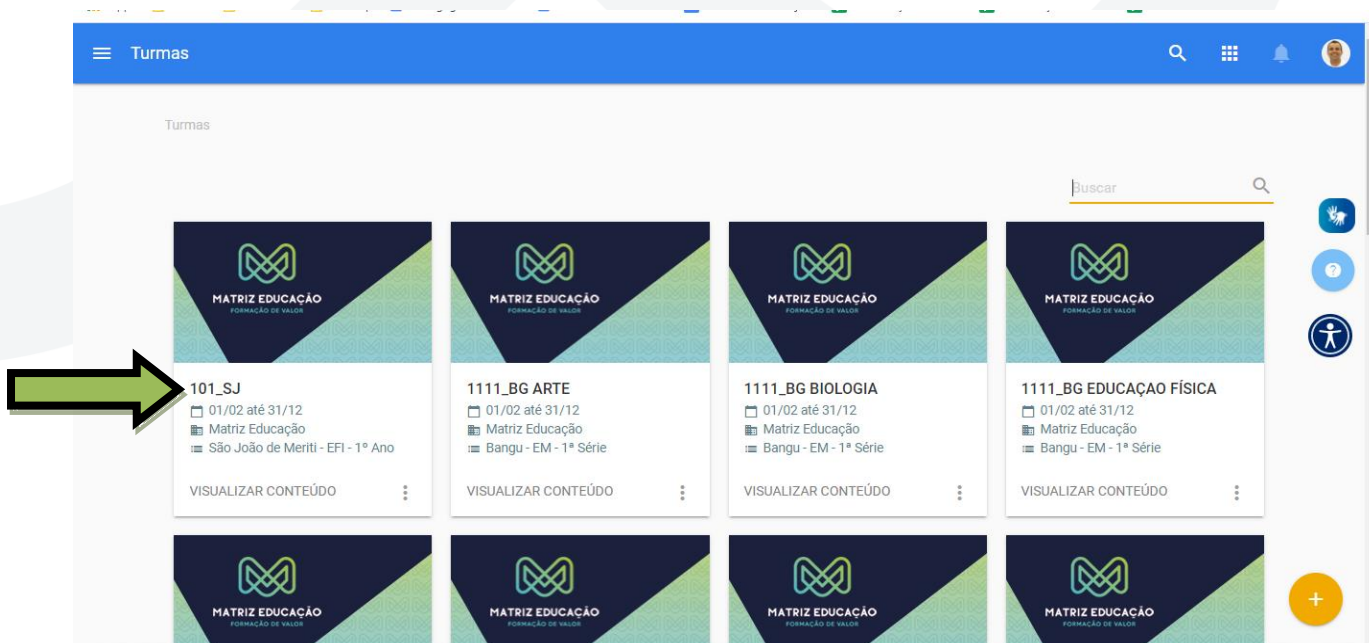 Turmas
Turmas
Buscar
MATRIZ EDUCAÇÃO
FORMAÇÃO DE VALOR
MATRIZ EDUCAÇÃO
FORMAÇÃO DE VALOR
MATRIZ EDUCAÇÃO
FORMAÇÃO DE VALOR
MATRIZ EDUCAÇÃO
FORMAÇÃO DE VALOR
101_SJ
01/02 até 31/12
Matriz Educação
São João de Meriti - EFI - 1º Ano
VISUALIZAR CONTEÚDO
1111_BG ARTE
01/02 até 31/12
Matriz Educação
Bangu - EM - 1ª Série
VISUALIZAR CONTEÚDO
1111_BG BIOLOGIA
01/02 até 31/12
Matriz Educação
Bangu - EM - 1ª Série
VISUALIZAR CONTEÚDO
1111_BG EDUCAÇAO FÍSICA
01/02 até 31/12
Matriz Educação
Bangu - EM - 1ª Série
VISUALIZAR CONTEÚDO
MATRIZ EDUCAÇÃO
FORMAÇÃO DE VALOR
MATRIZ EDUCAÇÃO
FORMAÇÃO DE VALOR
MATRIZ EDUCAÇÃO
FORMAÇÃO DE VALOR
MATRIZ EDUCAÇÃO
FORMAÇÃO DE VALOR